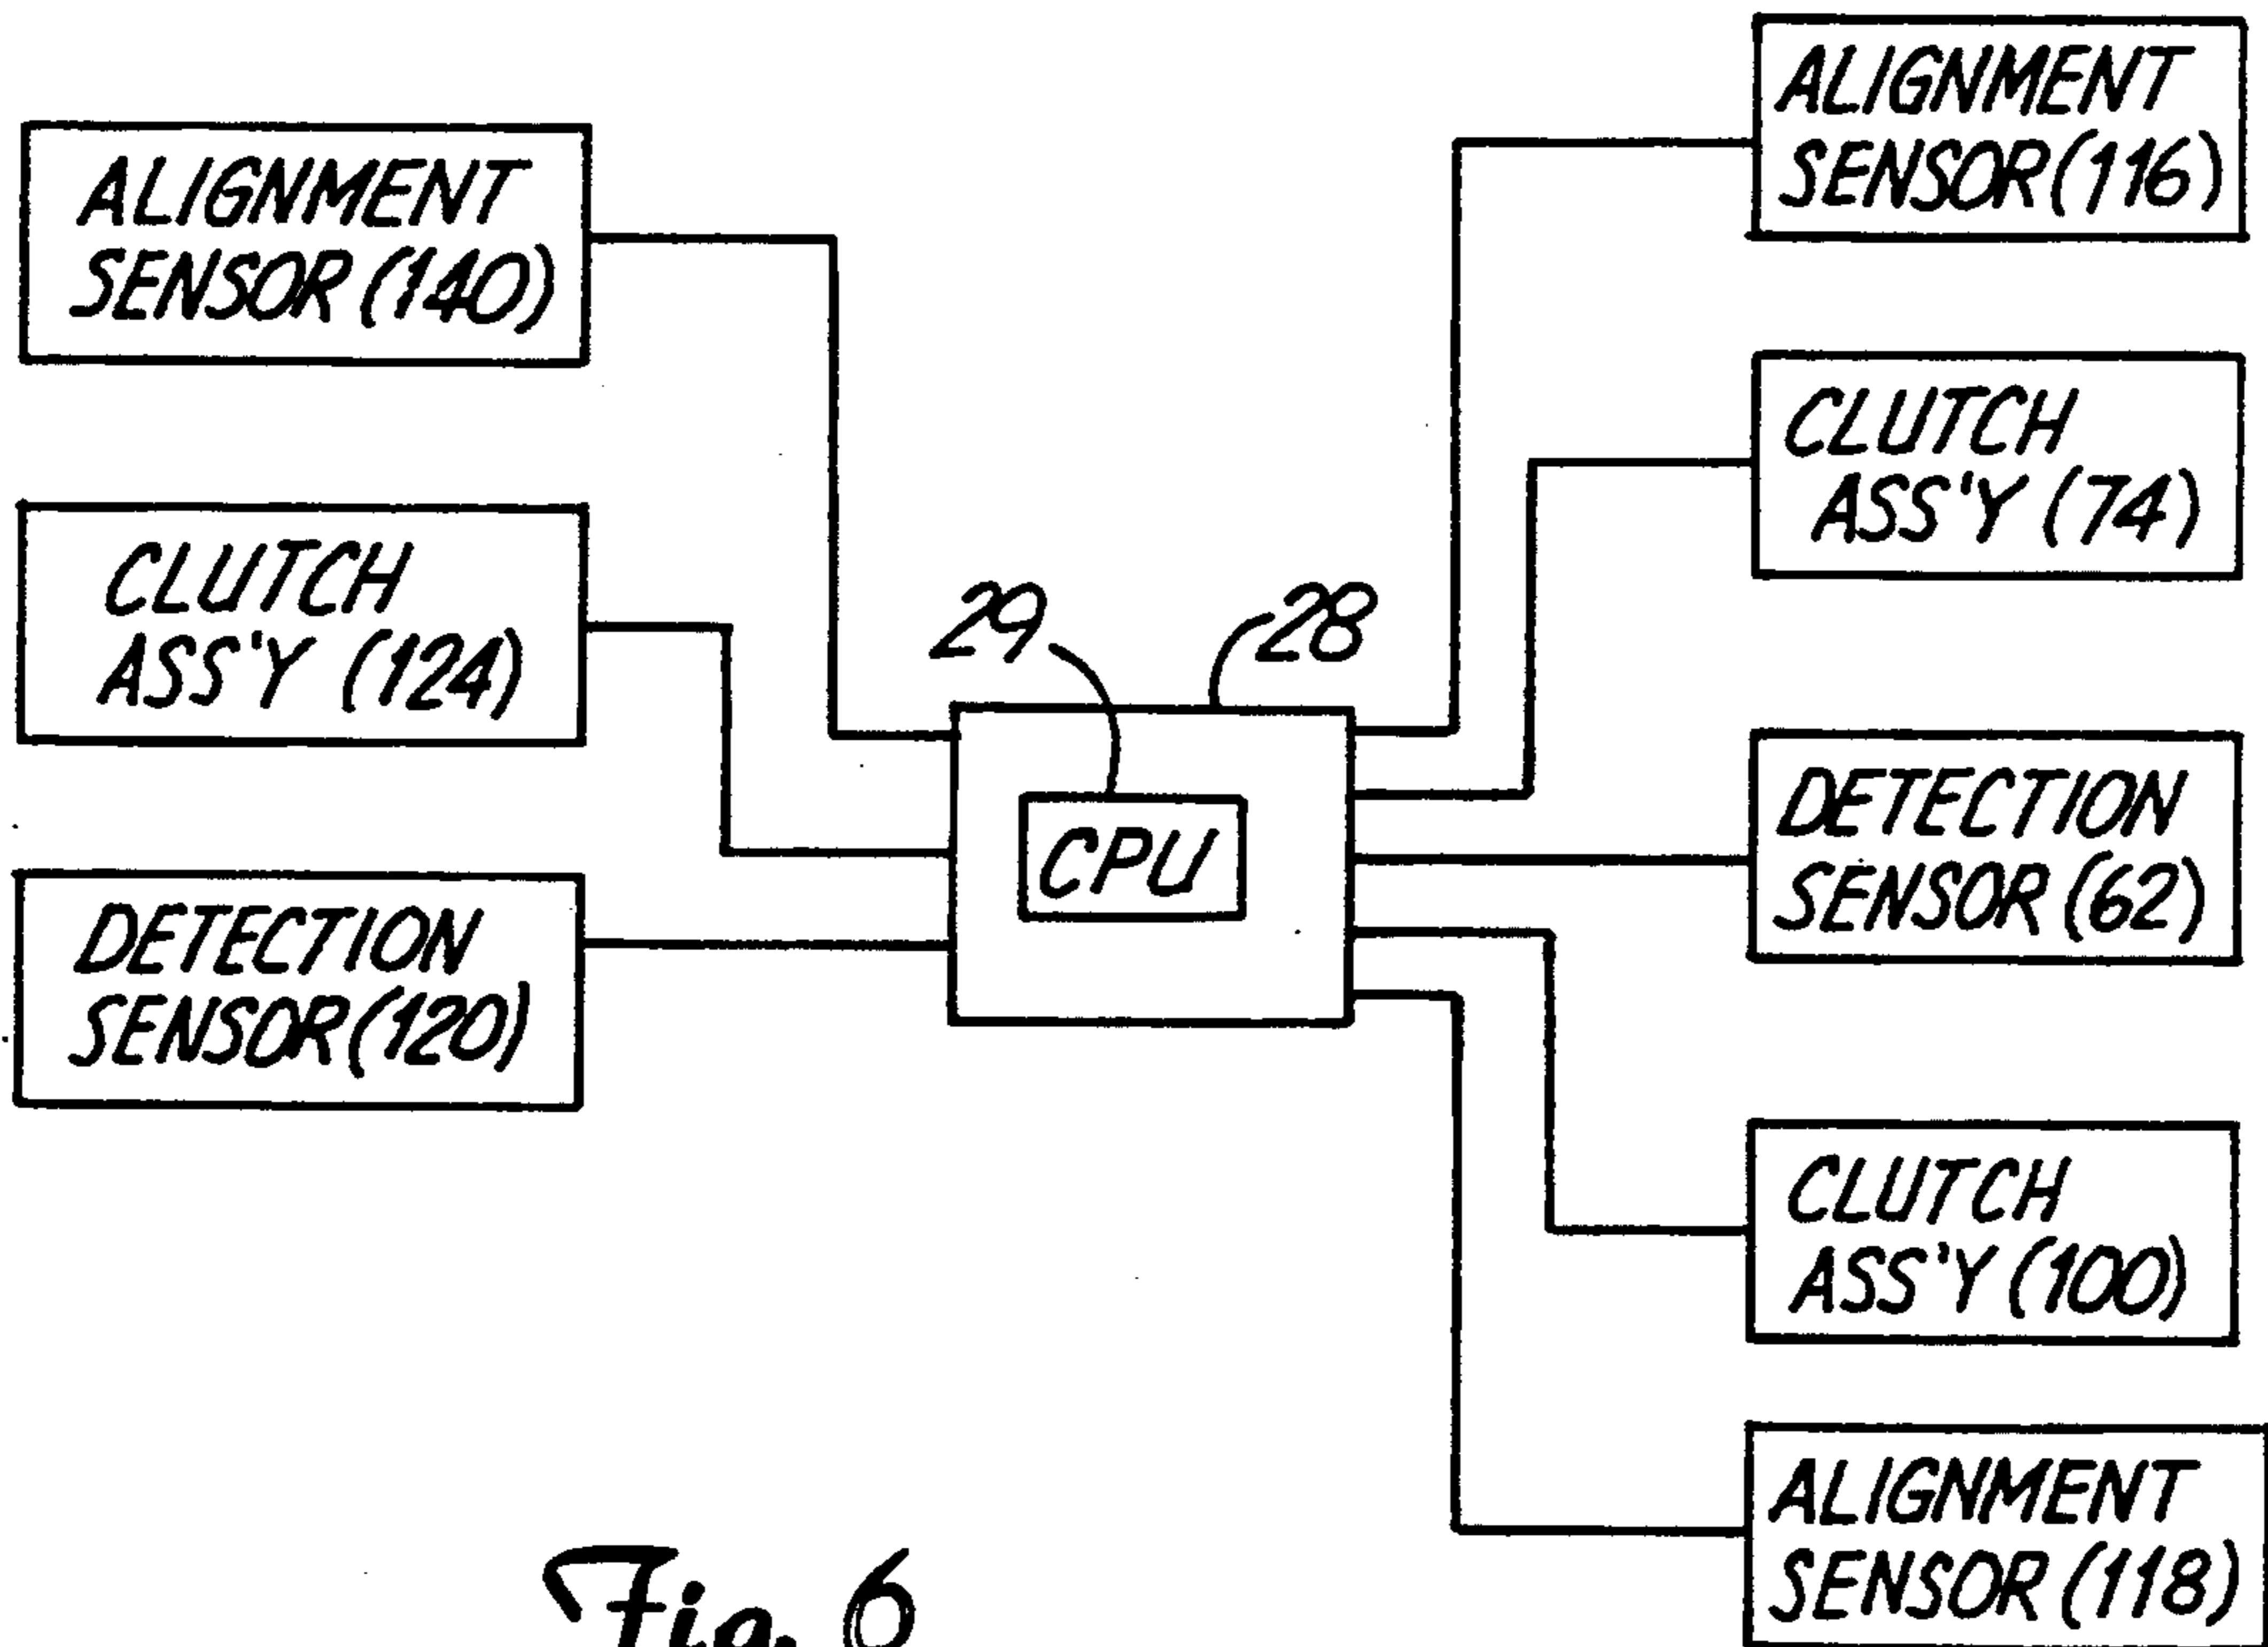 ALIGNMENT
SENSOR (140)
CLUTCH
ASS'Y (124)
DETECTION
SENSOR (120)
29
28
CPU
ALIGNMENT
SENSOR (116)
CLUTCH
ASS'Y (74)
DETECTION
SENSOR (62)
CLUTCH
ASS'Y (100)
ALIGNMENT
SENSOR (118)
Fig. 6